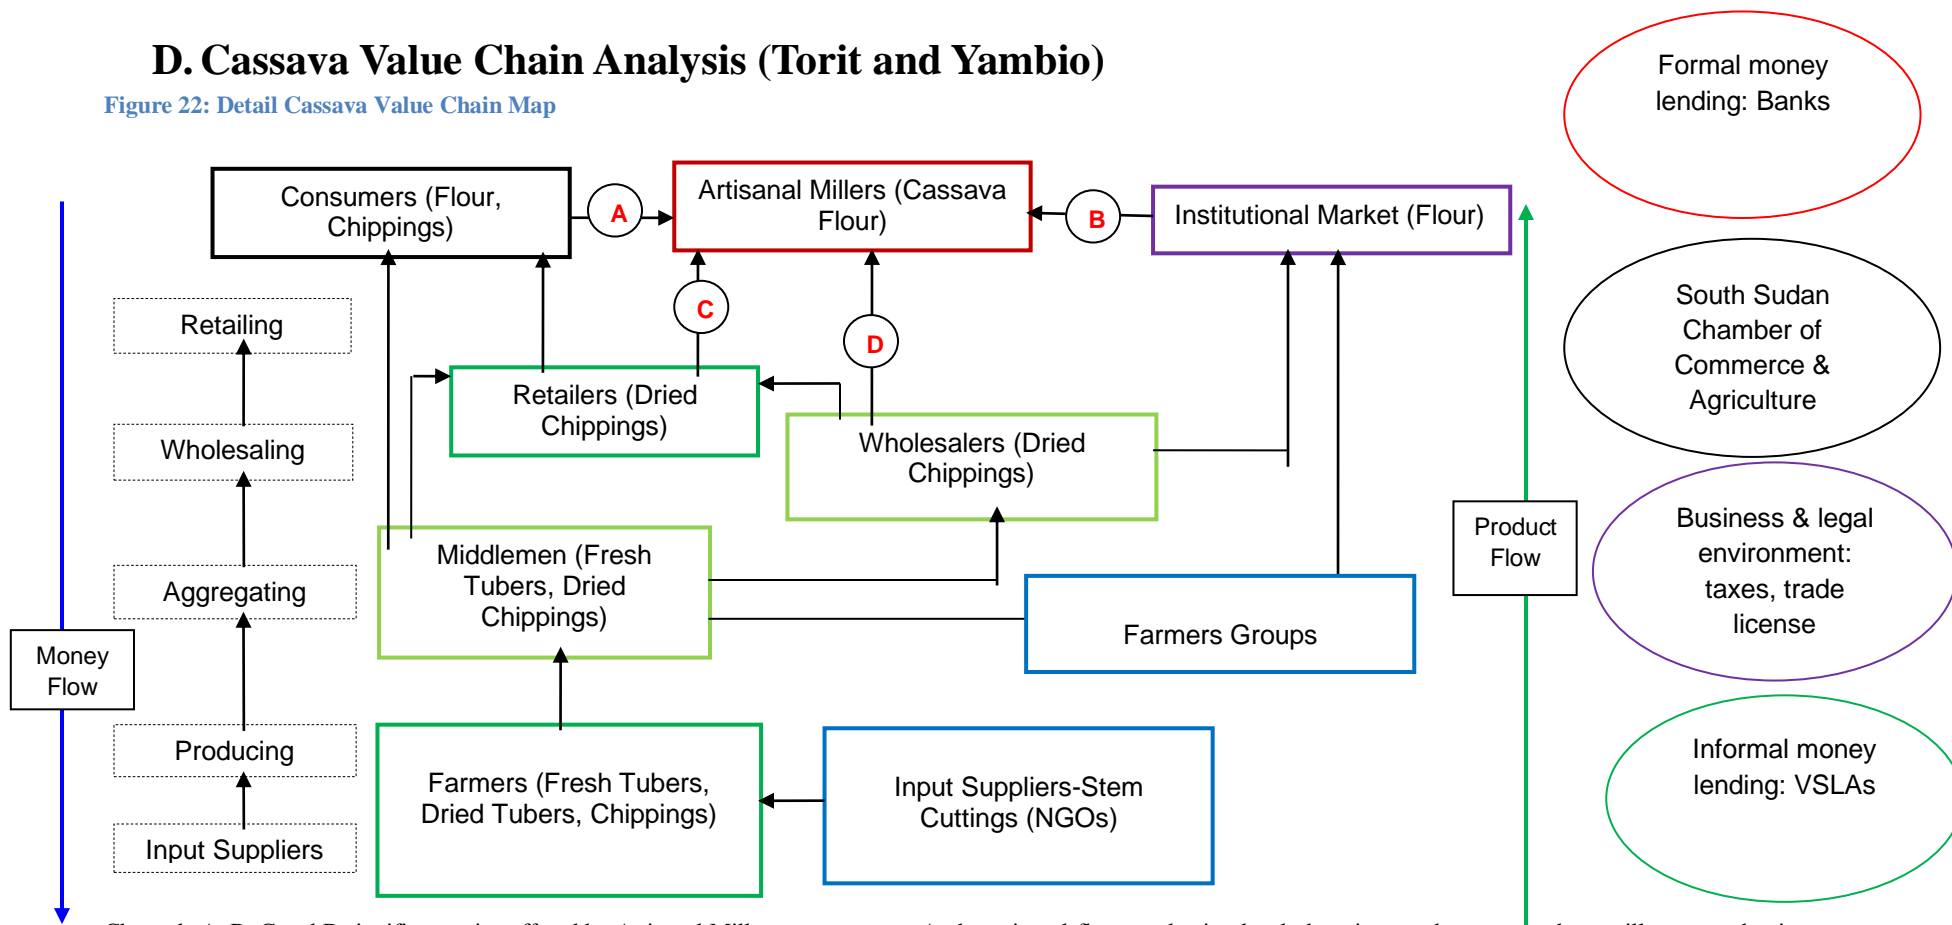 D. Cassava Value Chain Analysis (Torit and Yambio)
Figure 22: Detail Cassava Value Chain Map
Formal money
lending: Banks
Consumers (Flour,
Chippings)
A
Artisanal Millers (Cassava
Flour)
B
Institutional Market (Flour)
South Sudan
Chamber of
Commerce &
Agriculture
Retailing
C
D
Retailers (Dried
Chippings)
Wholesaling
Wholesalers (Dried
Chippings)
Business & legal
environment:
taxes, trade
license
Product
Flow
Aggregating
Middlemen (Fresh
Tubers, Dried
Chippings)
Farmers Groups
Money
Flow
Producing
Farmers (Fresh Tubers,
Dried Tubers, Chippings)
Input Suppliers-Stem
Cuttings (NGOs)
Informal money
lending: VSLAs
Input Suppliers